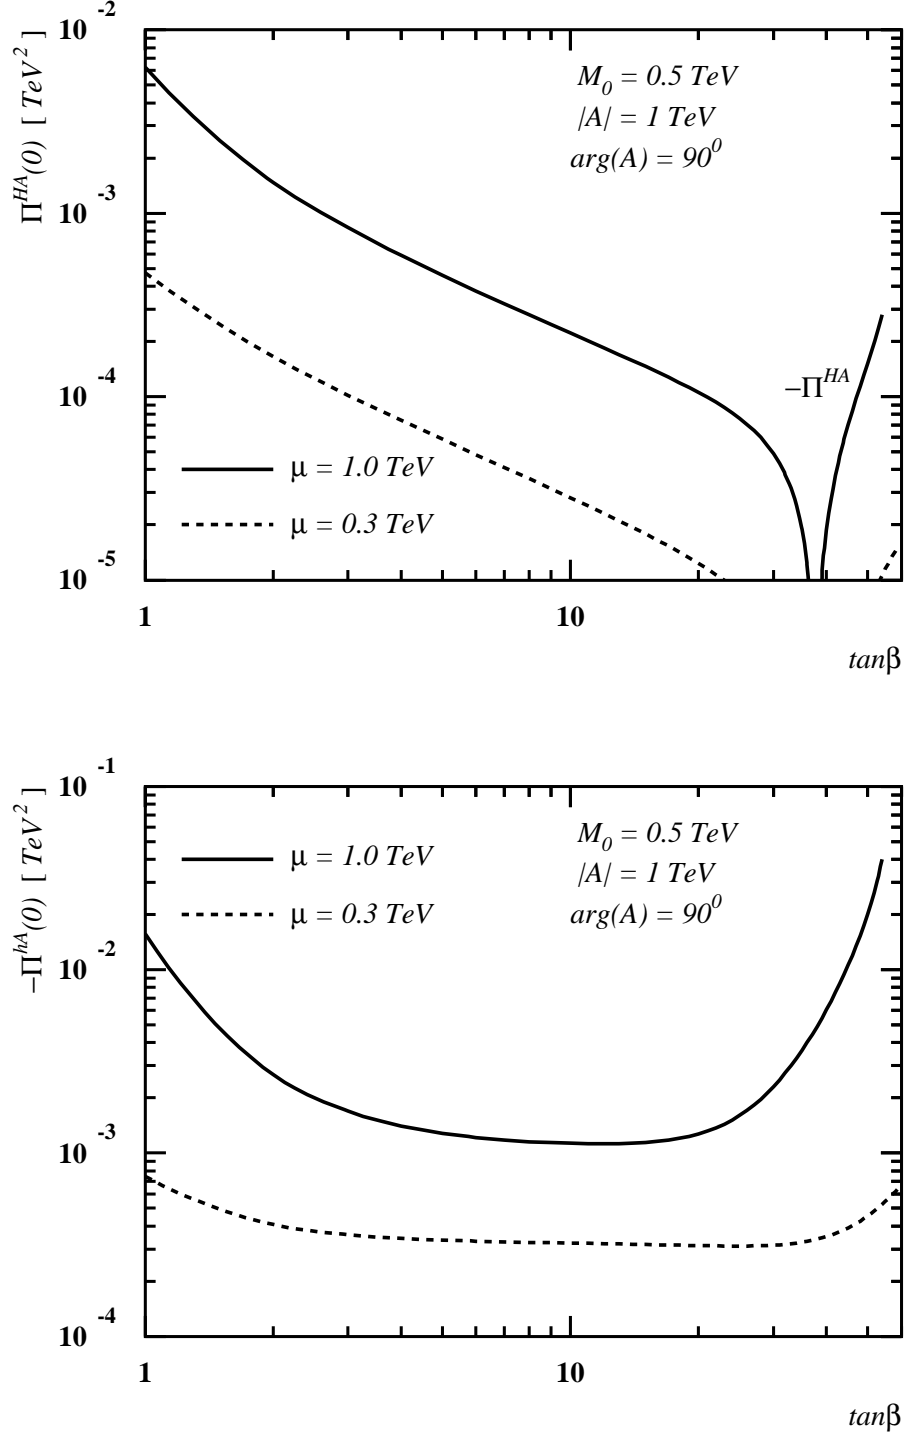 10^-2
Π^HA(0) [ TeV^2 ]
M_0 = 0.5 TeV
|A| = 1 TeV
arg(A) = 90^0
10^-3
10^-4
−Π^HA
μ = 1.0 TeV
μ = 0.3 TeV
10^-5
1 10
tanβ
10^-1
−Π^hA(0) [ TeV^2 ]
μ = 1.0 TeV
μ = 0.3 TeV
M_0 = 0.5 TeV
|A| = 1 TeV
arg(A) = 90^0
10^-2
10^-3
10^-4
1 10
tanβ